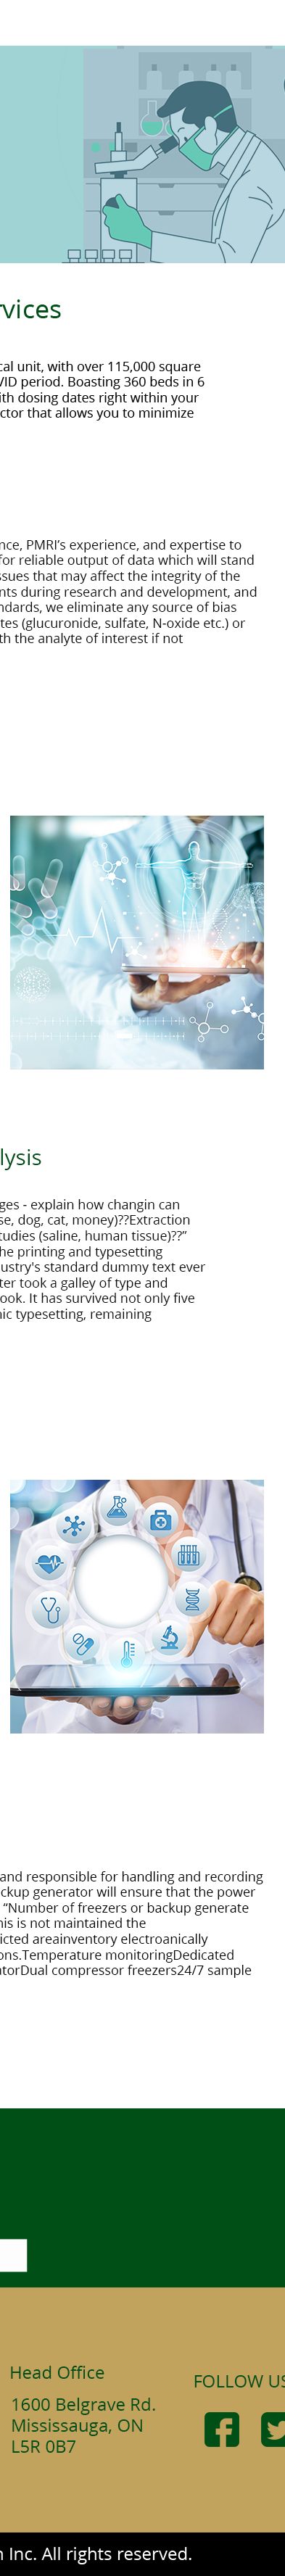 rvices
cal unit, with over 115,000 square
VID period. Boasting 360 beds in 6
ith dosing dates right within your
ctor that allows you to minimize
nce, PMRI’s experience, and expertise to
for reliable output of data which will stand
ssues that may affect the integrity of the
nts during research and development, and
ndards, we eliminate any source of bias
tes (glucuronide, sulfate, N-oxide etc.) or
th the analyte of interest if not
lysis
ges - explain how changin can
se, dog, cat, money)??Extraction
tudies (saline, human tissue)??”
he printing and typesetting
ustry's standard dummy text ever
ter took a galley of type and
ook. It has survived not only five
nic typesetting, remaining
and responsible for handling and recording
ckup generator will ensure that the power
“Number of freezers or backup generate
his is not maintained the
icted areainventory electroanically
ons.Temperature monitoringDedicated
atorDual compressor freezers24/7 sample
Head Office
FOLLOW US
1600 Belgrave Rd.
Mississauga, ON
L5R 0B7
n Inc. All rights reserved.